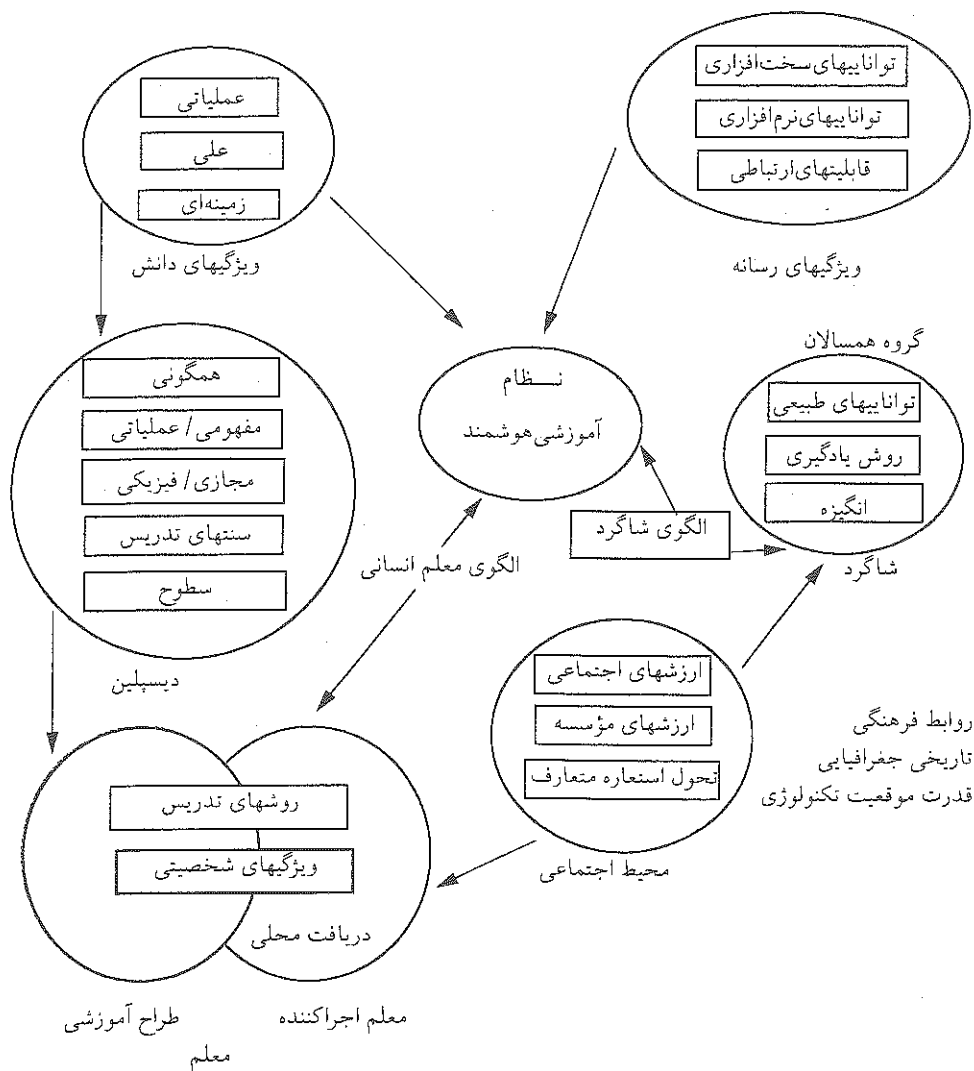 تواناییهای سخت‌افزاری
تواناییهای نرم‌افزاری
قابلیتهای ارتباطی
ویژگیهای رسانه
عملیاتی
علی
زمینه‌ای
ویژگیهای دانش
گروه همسالان
تواناییهای طبیعی
روش یادگیری
انگیزه
شاگرد
نظام
آموزشی هوشمند
الگوی شاگرد
الگوی معلم انسانی
همگونی
مفهومی / عملیاتی
مجازی / فیزیکی
سنتهای تدریس
سطوح
دیسپلین
ارزشهای اجتماعی
ارزشهای مؤسسه
تحول استعاره متعارف
محیط اجتماعی
روابط فرهنگی
تاریخی جغرافیایی
قدرت موقعیت تکنولوژی
روشهای تدریس
ویژگیهای شخصیتی
دریافت محلی
معلم اجراکننده
طراح آموزشی
معلم